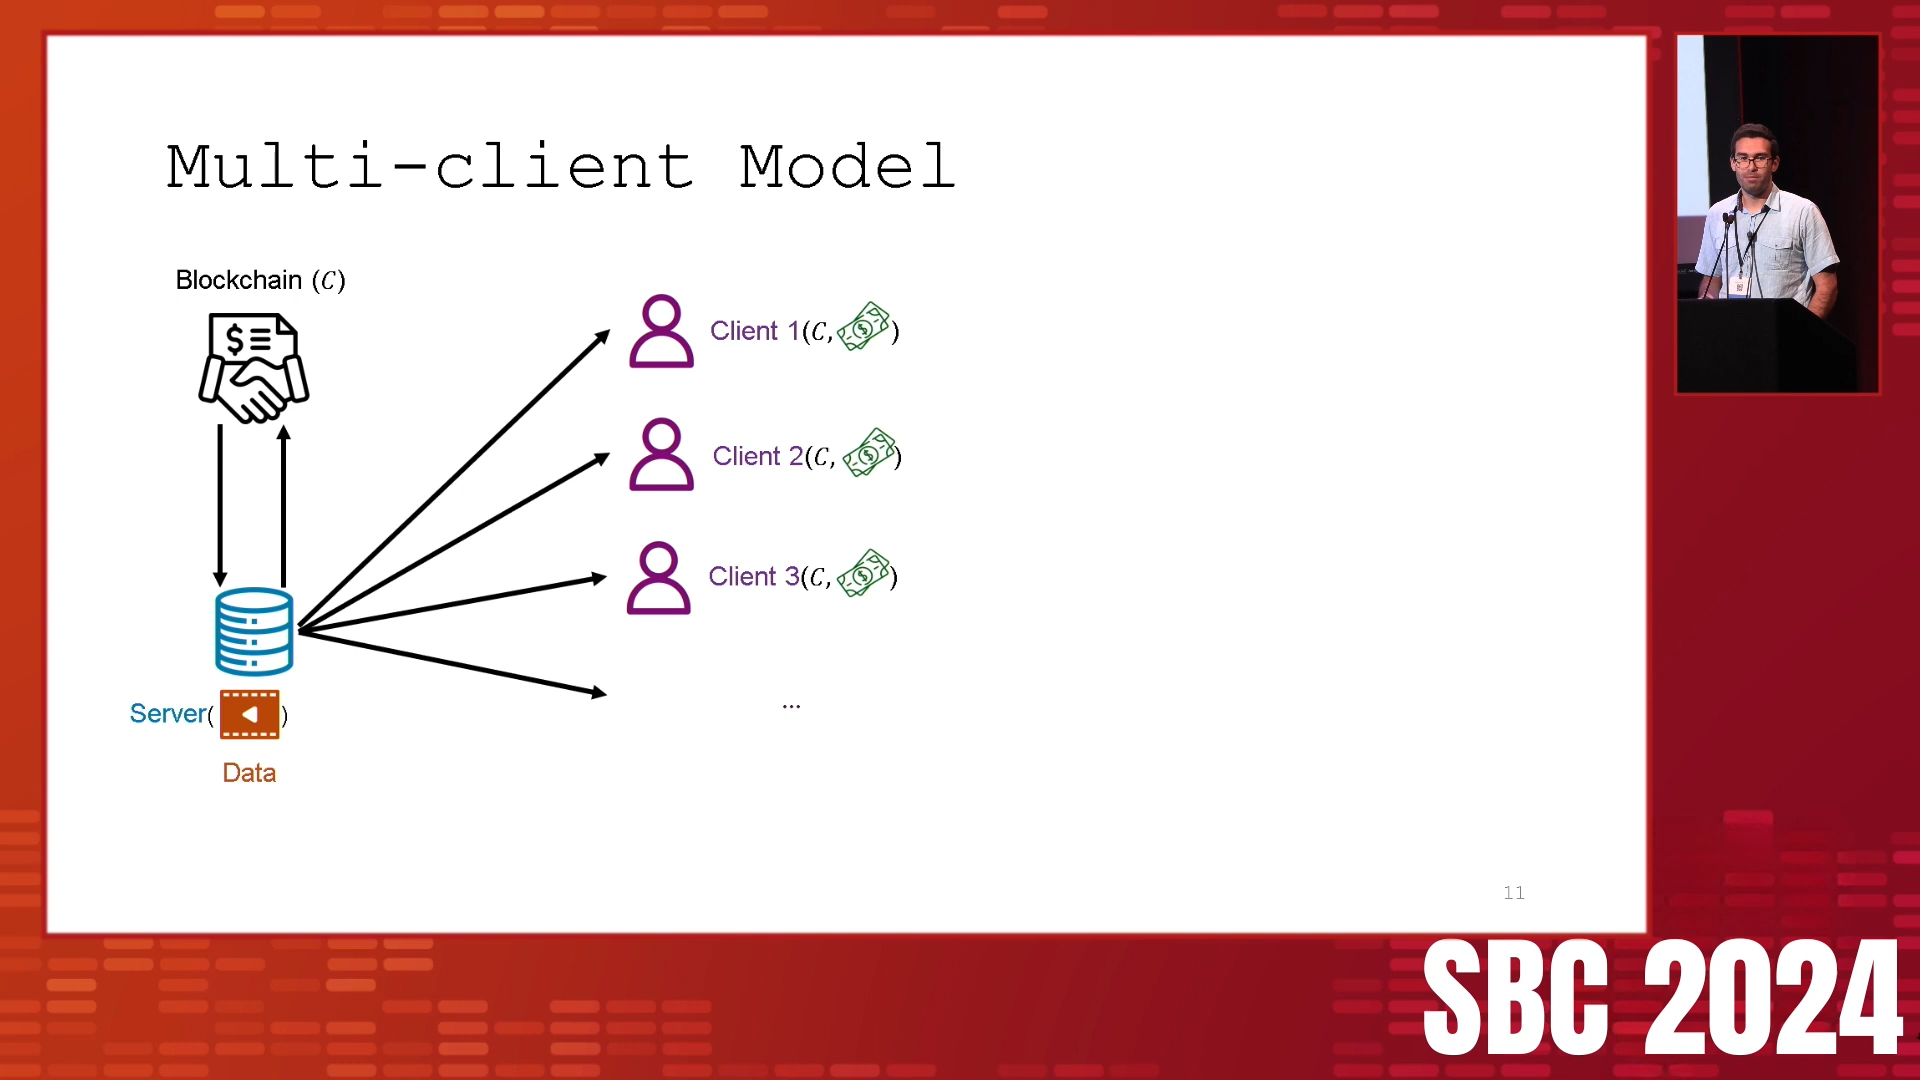 Multi-client Model
Blockchain (C)
$
Client 1(C, $)
Client 2(C, $)
Client 3(C, $)
...
Server( )
Data
11
SBC 2024